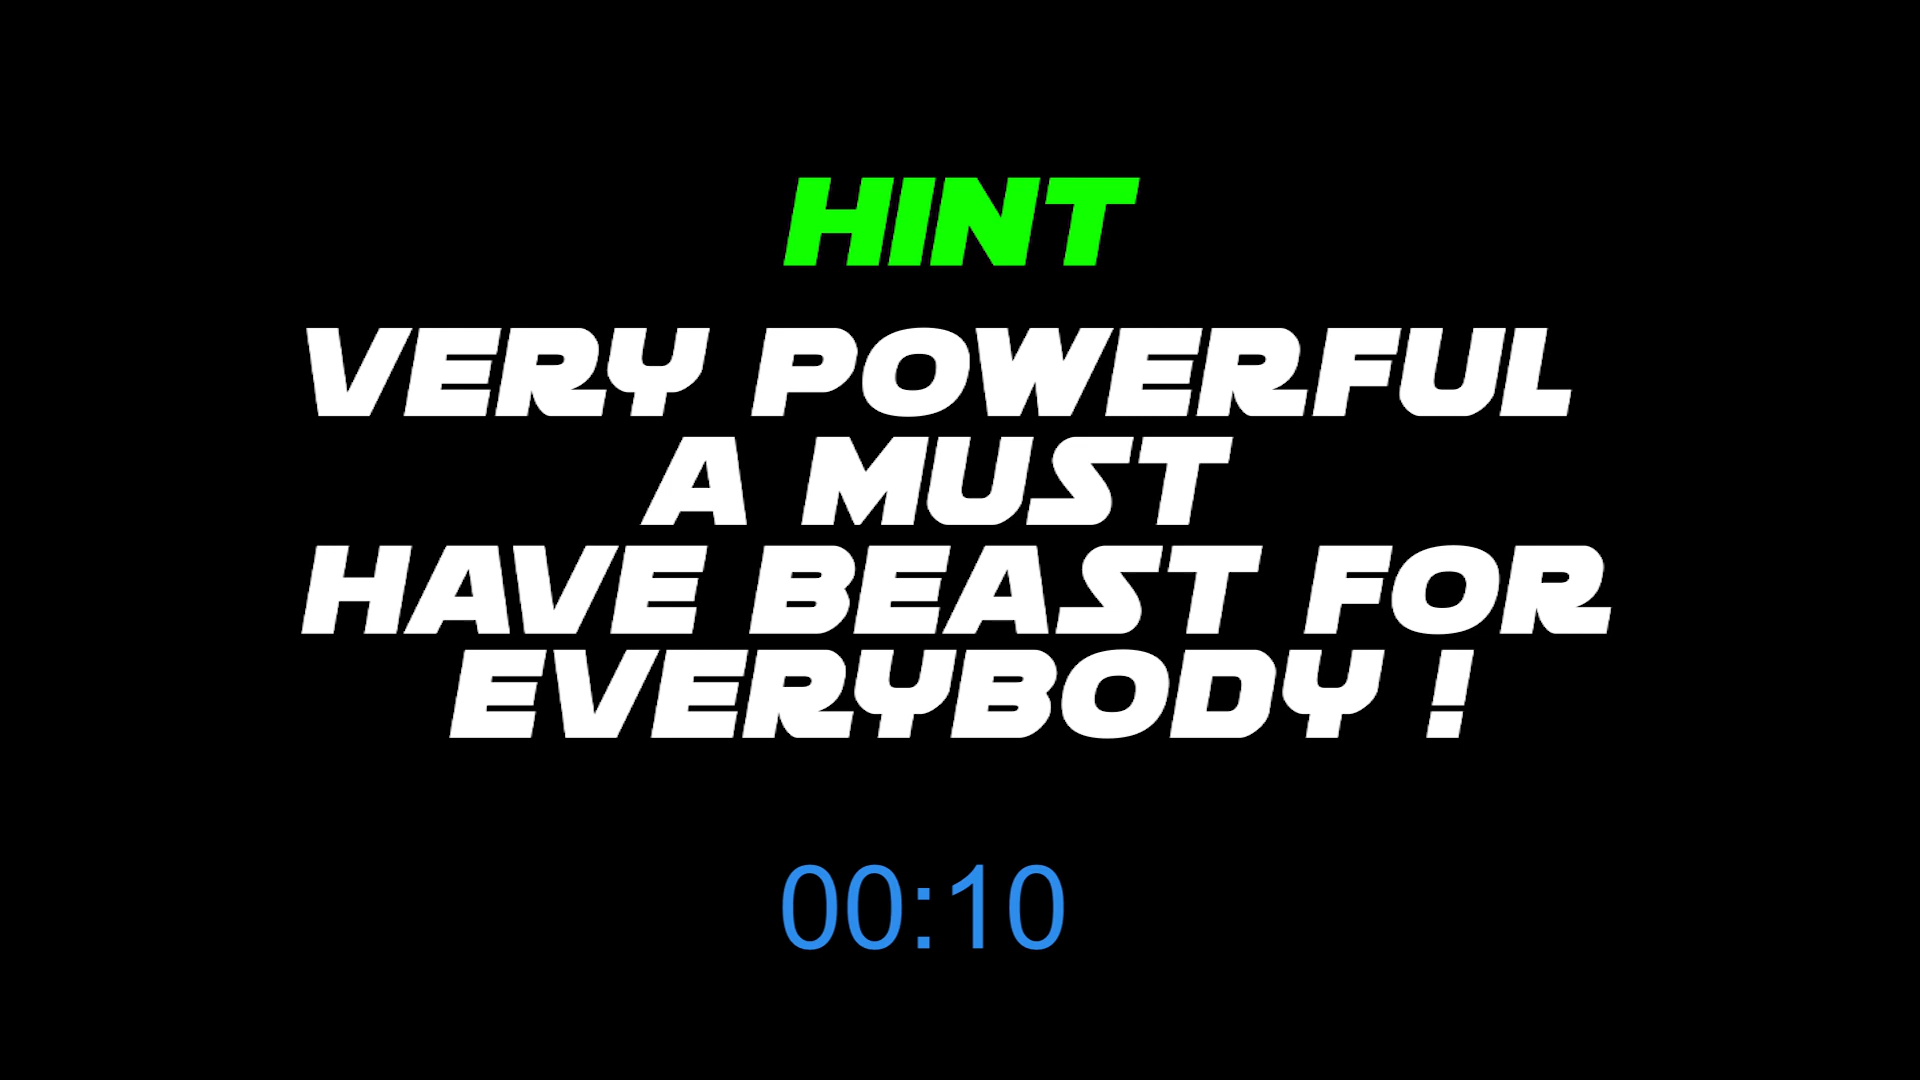 HINT
VERY POWERFUL
A MUST
HAVE BEAST FOR
EVERYBODY !
00:10